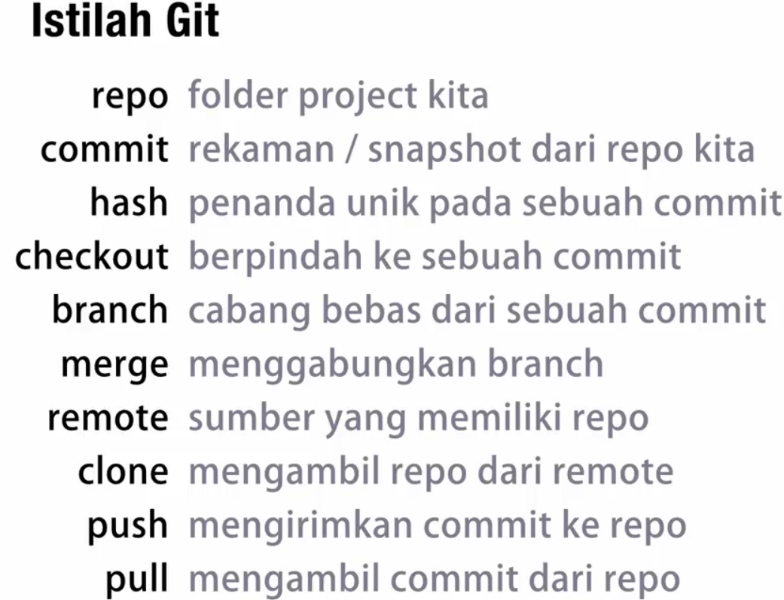 Istilah Git
repo folder project kita
commit rekaman / snapshot dari repo kita
hash penanda unik pada sebuah commit
checkout berpindah ke sebuah commit
branch cabang bebas dari sebuah commit
merge menggabungkan branch
remote sumber yang memiliki repo
clone mengambil repo dari remote
push mengirimkan commit ke repo
pull mengambil commit dari repo